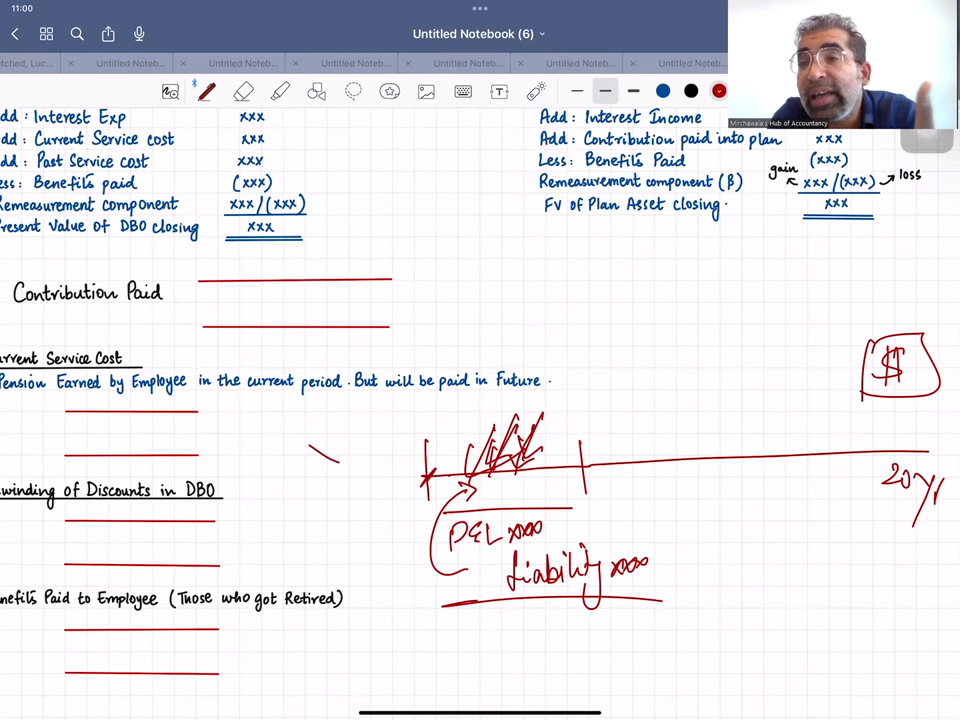 11:00
Untitled Notebook (6)
etched, Luc...
Untitled Noteb...
Untitled Noteb...
Untitled Noteb...
Untitled Noteb...
Untitled Noteb
Mirchawala's Hub of Accountancy
dd: Interest Exp xxx
dd: Current Service cost xxx
dd: Past Service cost xxx
ess: Benefits paid (xxx)
emeasurement component xxx/(xxx)
resent Value of DBO closing xxx
Add: Interest Income
Add: Contribution paid into plan xxx
Less: Benefits Paid (xxx)
Remeasurement component (β) gain xxx/(xxx) loss
FV of Plan Asset closing. xxx
Contribution Paid
urrent Service Cost
Pension Earned by Employee in the current period. But will be paid in Future.
$
20 yr
P&L xxx
Liability xxx
nwinding of Discounts in DBO
nefits Paid to Employee (Those who got Retired)